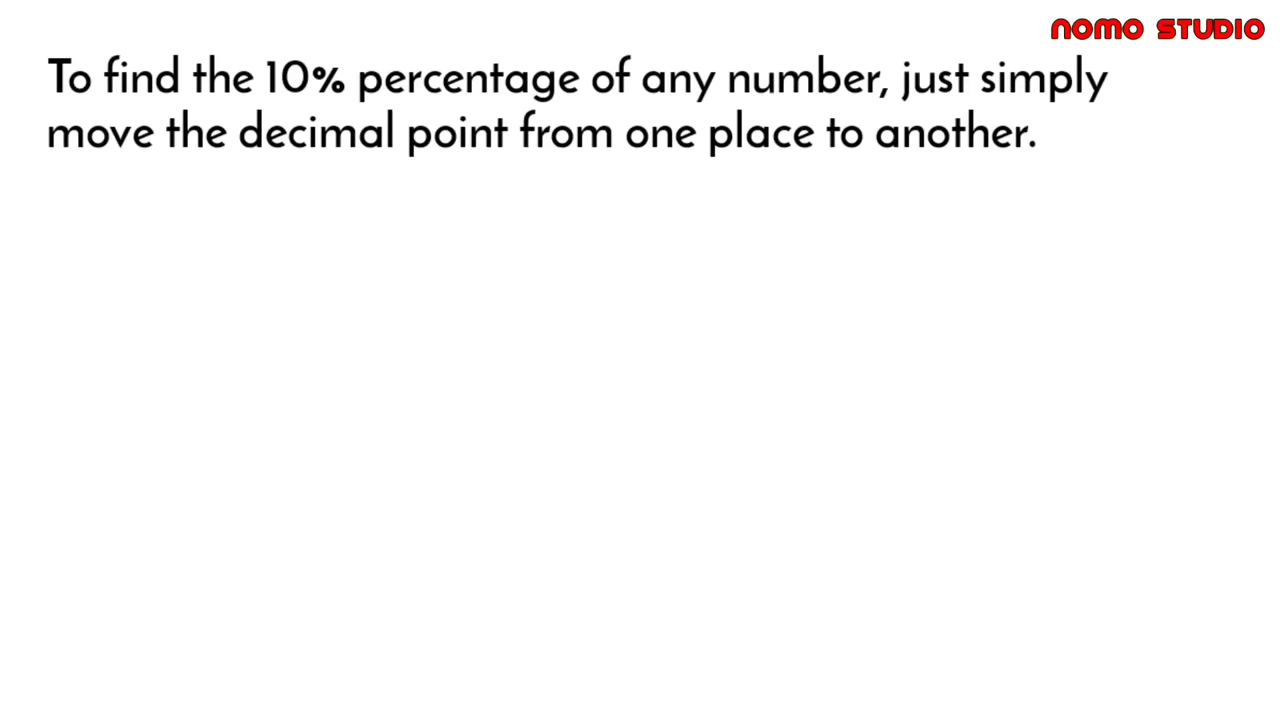 NOMO STUDIO
To find the 10% percentage of any number, just simply
move the decimal point from one place to another.